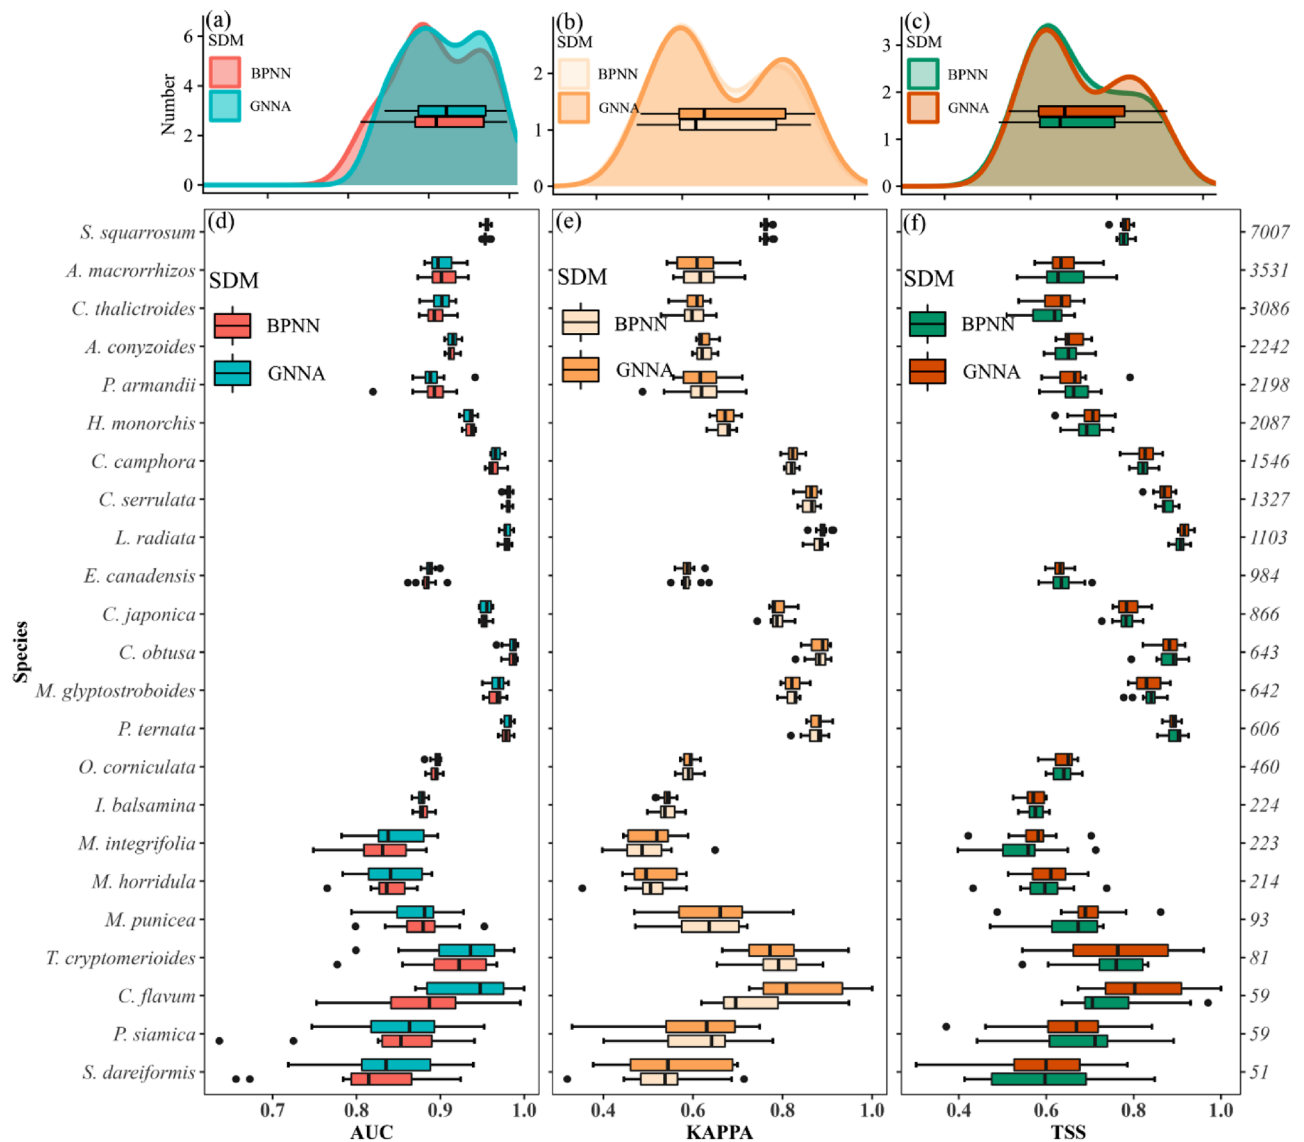 (a)
(b)
(c)
SDM
BPNN
GNNA
SDM
BPNN
GNNA
SDM
BPNN
GNNA
Number
6
4
2
0
2
1
0
3
2
1
0
(d)
(e)
(f)
SDM
BPNN
GNNA
SDM
BPNN
GNNA
SDM
BPNN
GNNA
Species
S. squarrosum
7007
A. macrorrhizos
3531
C. thalictroides
3086
A. conyzoides
2242
P. armandii
2198
H. monorchis
2087
C. camphora
1546
C. serrulata
1327
L. radiata
1103
E. canadensis
984
C. japonica
866
C. obtusa
643
M. glyptostroboides
642
P. ternata
606
O. corniculata
460
I. balsamina
224
M. integrifolia
223
M. horridula
214
M. punicea
93
T. cryptomerioides
81
C. flavum
59
P. siamica
59
S. dareiformis
51
0.7 0.8 0.9 1.0
0.4 0.6 0.8 1.0
0.4 0.6 0.8 1.0
AUC
KAPPA
TSS